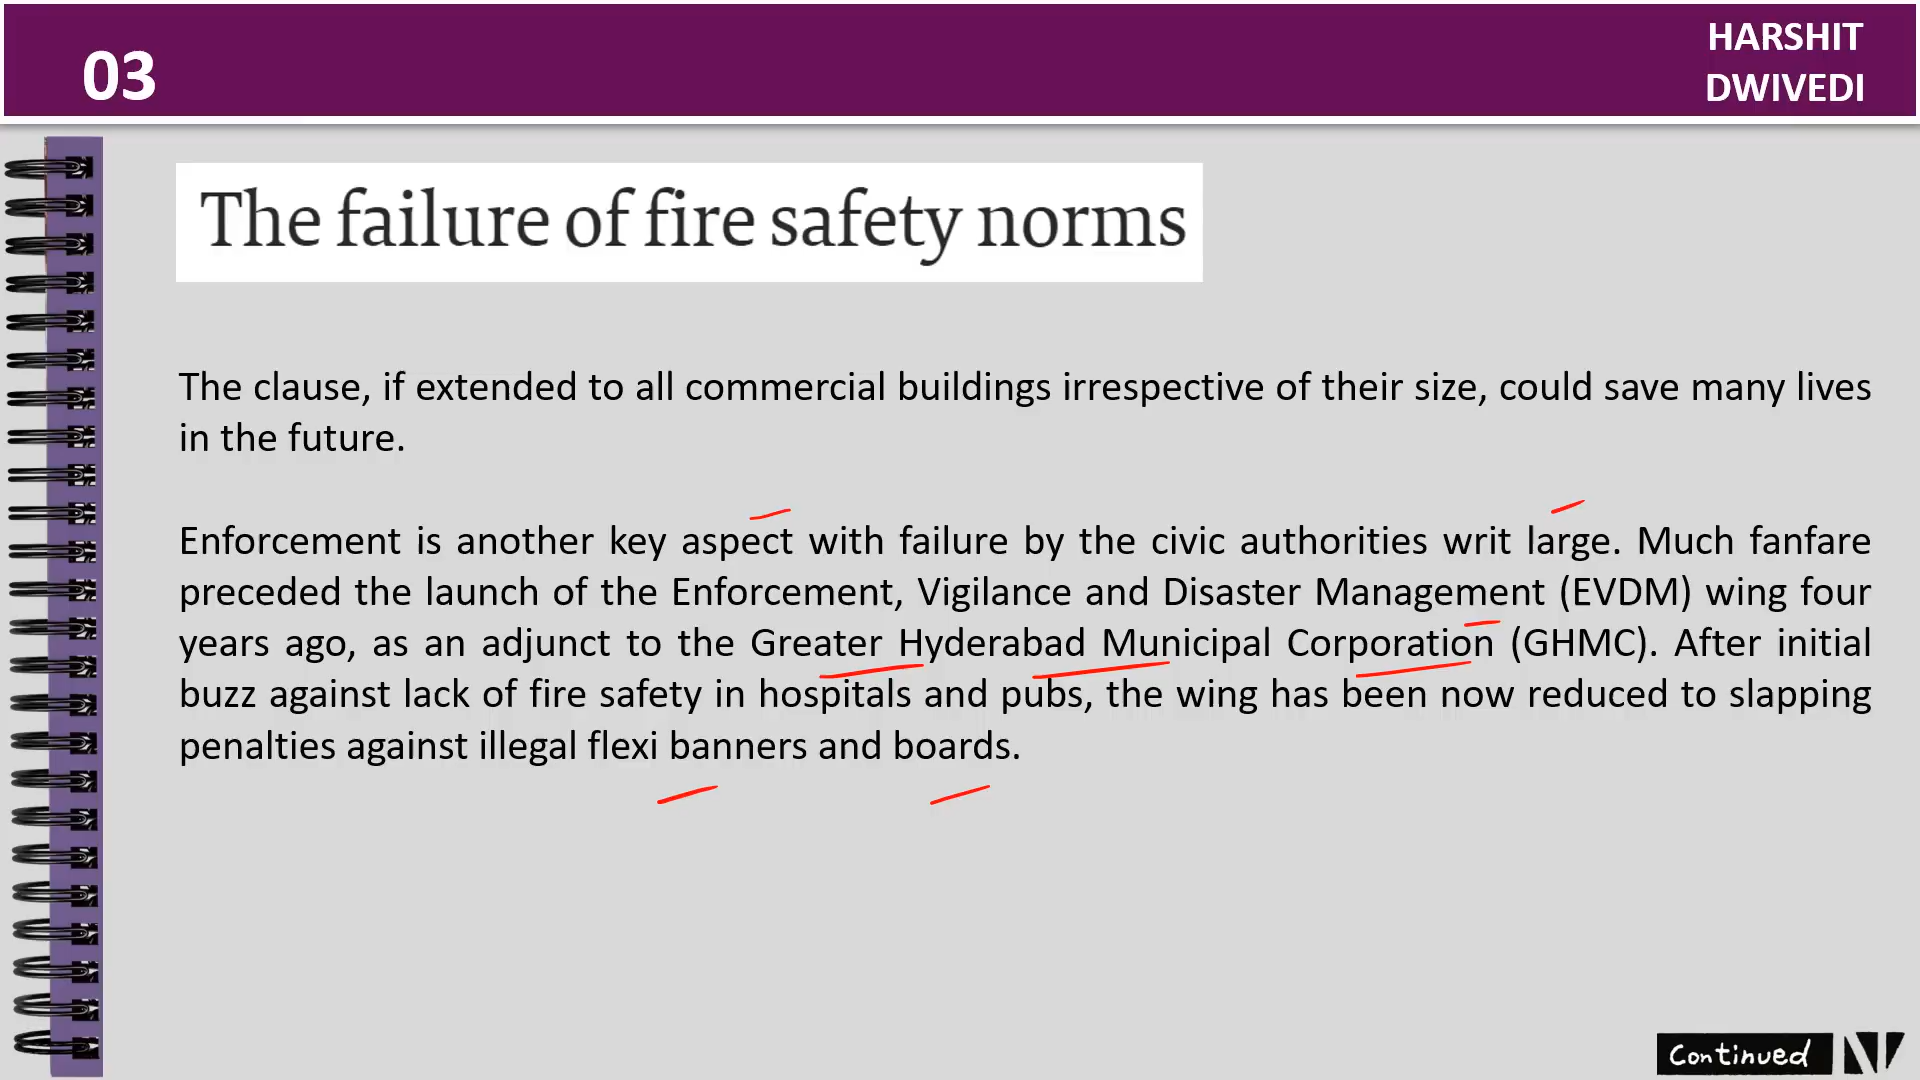 03
HARSHIT
DWIVEDI
The failure of fire safety norms
The clause, if extended to all commercial buildings irrespective of their size, could save many lives
in the future.
Enforcement is another key aspect with failure by the civic authorities writ large. Much fanfare
preceded the launch of the Enforcement, Vigilance and Disaster Management (EVDM) wing four
years ago, as an adjunct to the Greater Hyderabad Municipal Corporation (GHMC). After initial
buzz against lack of fire safety in hospitals and pubs, the wing has been now reduced to slapping
penalties against illegal flexi banners and boards.
Continued